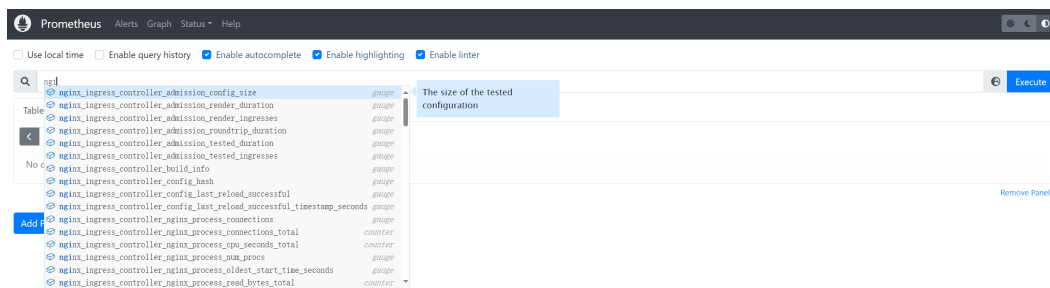 Prometheus Alerts Graph Status Help
Use local time Enable query history Enable autocomplete Enable highlighting Enable linter
ngi Execute
nginx_ingress_controller_admission_config_size gauge
The size of the tested
configuration
nginx_ingress_controller_admission_render_duration gauge
Table
nginx_ingress_controller_admission_render_ingresses gauge
nginx_ingress_controller_admission_roundtrip_duration gauge
nginx_ingress_controller_admission_tested_duration gauge
nginx_ingress_controller_admission_tested_ingresses gauge
No
nginx_ingress_controller_build_info gauge
nginx_ingress_controller_config_hash gauge
nginx_ingress_controller_config_last_reload_successful gauge
Remove Panel
nginx_ingress_controller_config_last_reload_successful_timestamp_seconds gauge
nginx_ingress_controller_nginx_process_connections gauge
Add
nginx_ingress_controller_nginx_process_connections_total counter
nginx_ingress_controller_nginx_process_cpu_seconds_total counter
nginx_ingress_controller_nginx_process_num_procs gauge
nginx_ingress_controller_nginx_process_oldest_start_time_seconds gauge
nginx_ingress_controller_nginx_process_read_bytes_total counter